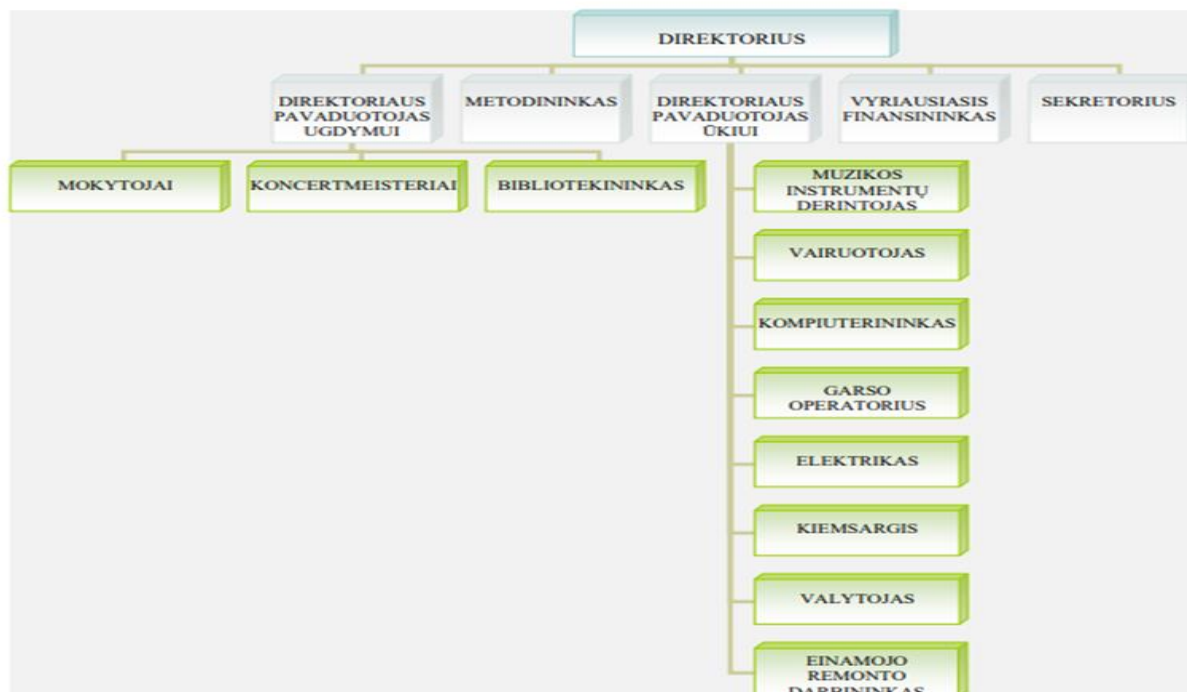 DIREKTORIUS
DIREKTORIAUS
PAVADUOTOJAS
UGDYMUI
METODININKAS
DIREKTORIAUS
PAVADUOTOJAS
ŪKIUI
VYRIAUSIASIS
FINANSININKAS
SEKRETORIUS
MOKYTOJAI
KONCERTMEISTERIAI
BIBLIOTEKININKAS
MUZIKOS
INSTRUMENTŲ
DERINTOJAS
VAIRUOTOJAS
KOMPIUTERININKAS
GARSO
OPERATORIUS
ELEKTRIKAS
KIEMSARGIS
VALYTOJAS
EINAMOJO
REMONTO
DARBININKAS